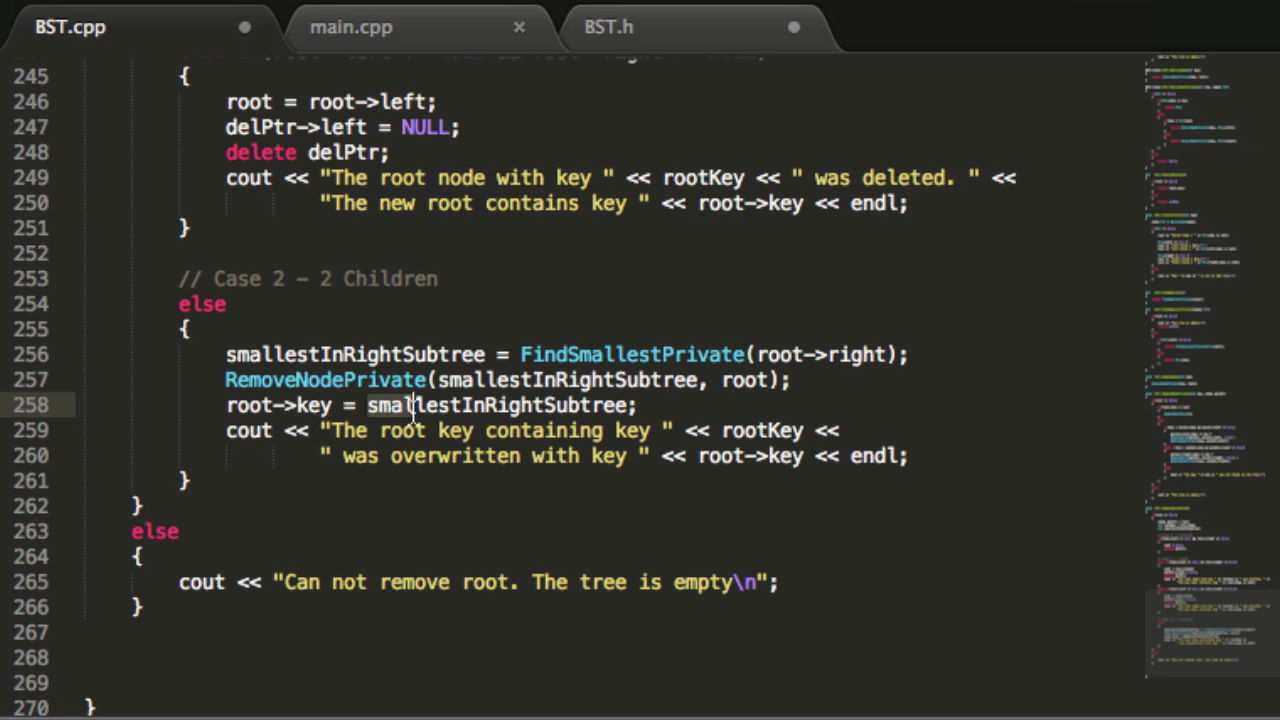 BST.cpp
main.cpp ×
BST.h
245 {
246 root = root->left;
247 delPtr->left = NULL;
248 delete delPtr;
249 cout << "The root node with key " << rootKey << " was deleted. " <<
250 "The new root contains key " << root->key << endl;
251 }
252
253 // Case 2 - 2 Children
254 else
255 {
256 smallestInRightSubtree = FindSmallestPrivate(root->right);
257 RemoveNodePrivate(smallestInRightSubtree, root);
258 root->key = smallestInRightSubtree;
259 cout << "The root key containing key " << rootKey <<
260 " was overwritten with key " << root->key << endl;
261 }
262 }
263 else
264 {
265 cout << "Can not remove root. The tree is empty\n";
266 }
267
268
269
270 }